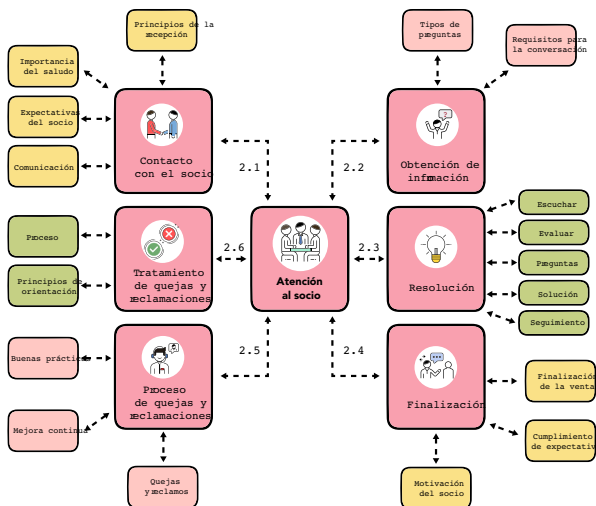 Principios de la
recepción
Tipos de
preguntas
Requisitos para
la conversación
Importancia
del saludo
Expectativas
del socio
Comunicación
Contacto
con el socio
2.1
2.2
?
Obtención de
información
Escuchar
Evaluar
Preguntas
Solución
Seguimiento
Proceso
Principios de
orientación
Tratamiento
de quejas y
reclamaciones
2.6
Atención
al socio
2.3
Resolución
Buenas práctic
Mejora continua
Proceso
de quejas y
reclamaciones
2.5
2.4
Finalización
Finalización
de la venta
Cumplimiento
de expectativ
Quejas
y reclamos
Motivación
del socio